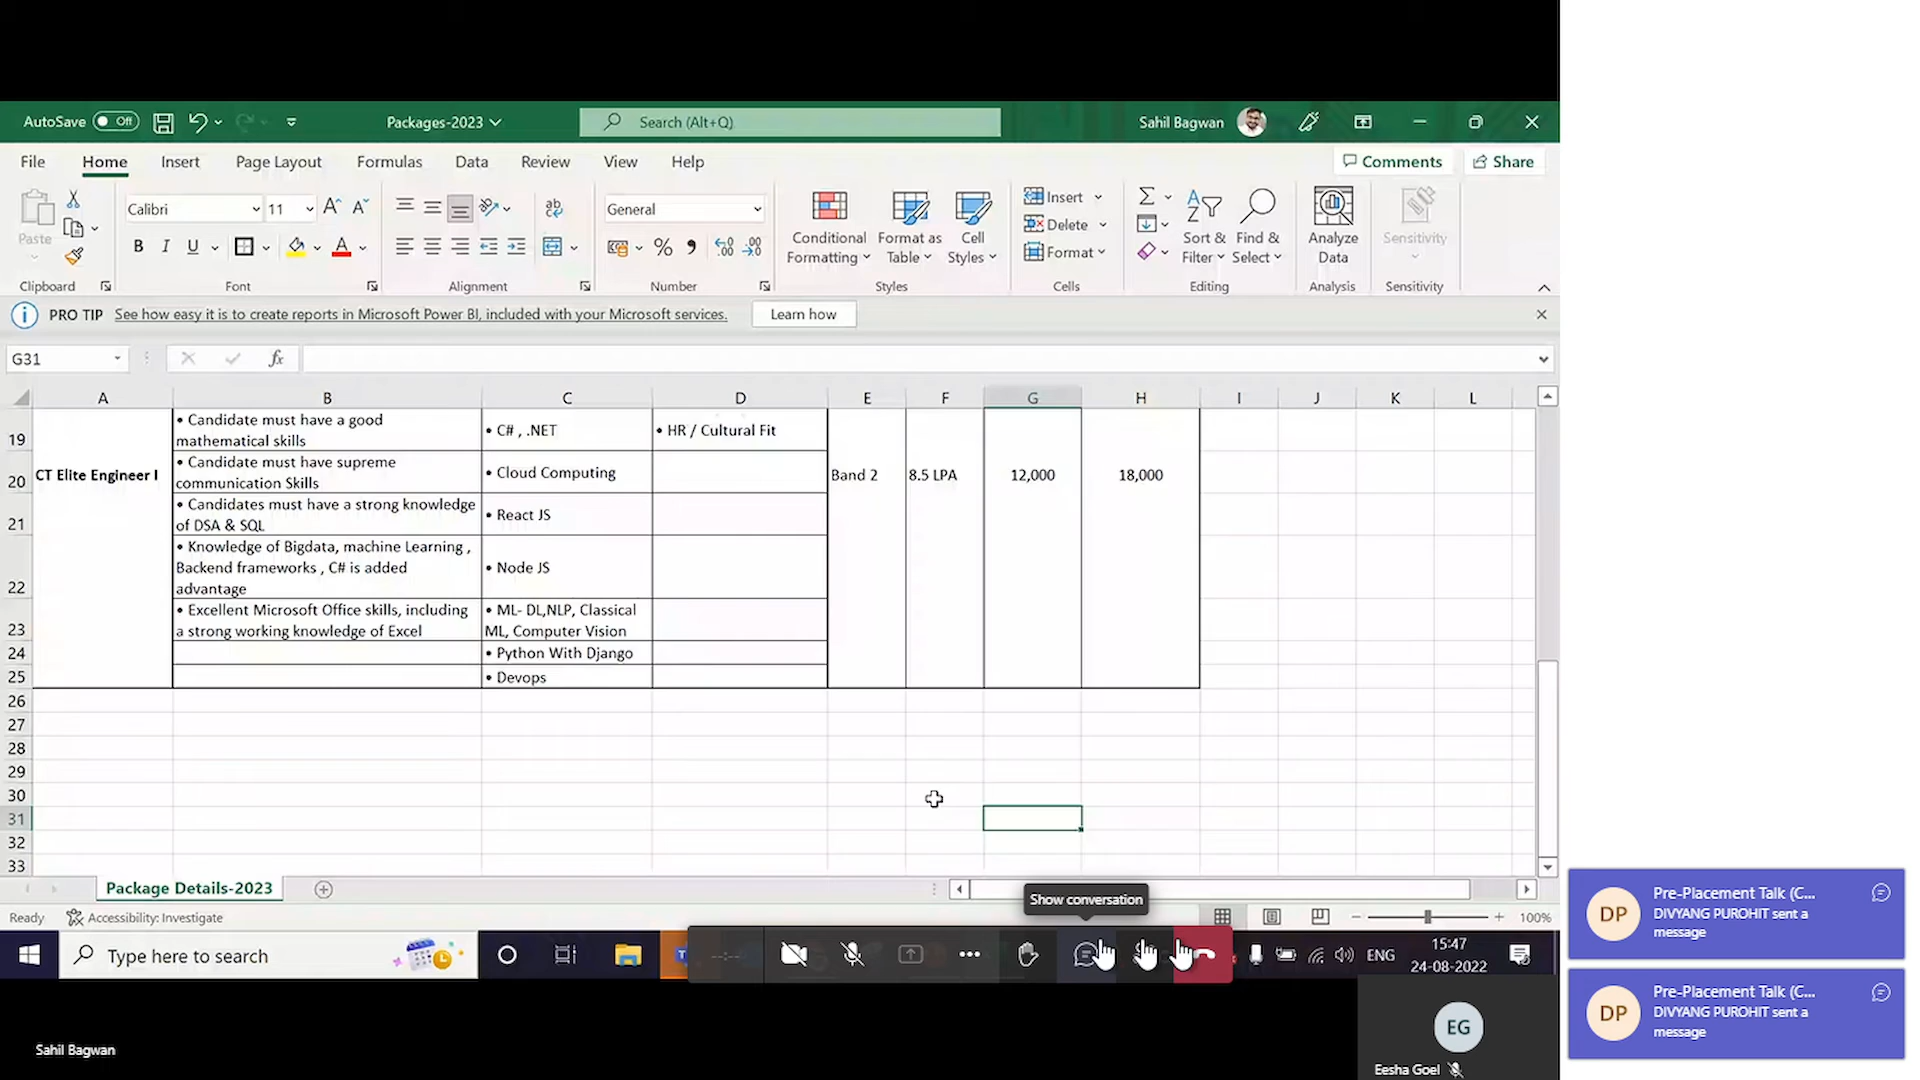 AutoSave Off Packages-2023 Search (Alt+Q) Sahil Bagwan
File Home Insert Page Layout Formulas Data Review View Help Comments Share
Calibri 11 General
Paste
B I U
Conditional Formatting
Format as Table
Cell Styles
Insert
Delete
Format
Sort & Filter
Find & Select
Analyze Data
Sensitivity
Clipboard Font Alignment Number Styles Cells Editing Analysis Sensitivity
PRO TIP See how easy it is to create reports in Microsoft Power BI, included with your Microsoft services. Learn how
G31 fx
A B C D E F G H I J K L
19 • Candidate must have a good mathematical skills • C# , .NET • HR / Cultural Fit
20 CT Elite Engineer I • Candidate must have supreme communication Skills • Cloud Computing Band 2 8.5 LPA 12,000 18,000
21 • Candidates must have a strong knowledge of DSA & SQL • React JS
22 • Knowledge of Bigdata, machine Learning , Backend frameworks , C# is added advantage • Node JS
23 • Excellent Microsoft Office skills, including a strong working knowledge of Excel • ML- DL,NLP, Classical ML, Computer Vision
24 • Python With Django
25 • Devops
26
27
28
29
30
31
32
33
Package Details-2023
Show conversation
Ready Accessibility: Investigate 100%
Type here to search ENG 15:47
24-08-2022
DP Pre-Placement Talk (C...
DIVYANG PUROHIT sent a
message
DP Pre-Placement Talk (C...
DIVYANG PUROHIT sent a
message
EG
Sahil Bagwan
Eesha Goel